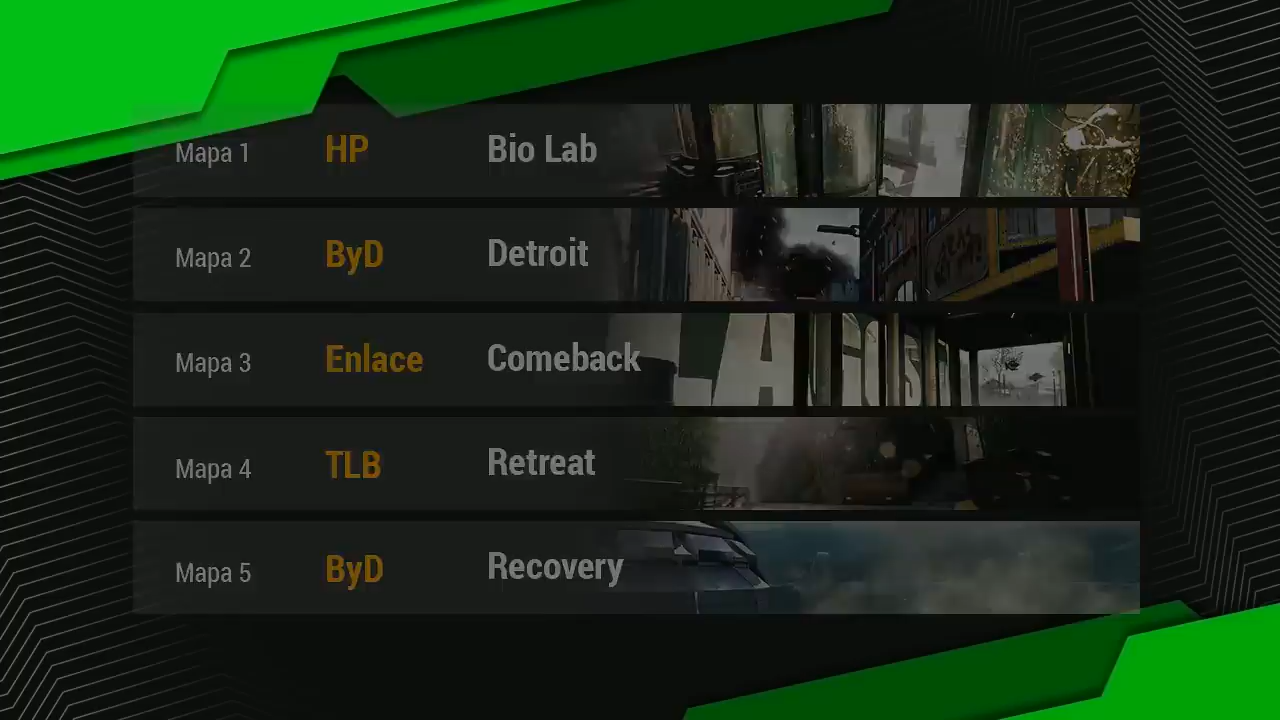 Mapa 1 HP Bio Lab
Mapa 2 ByD Detroit
Mapa 3 Enlace Comeback
Mapa 4 TLB Retreat
Mapa 5 ByD Recovery